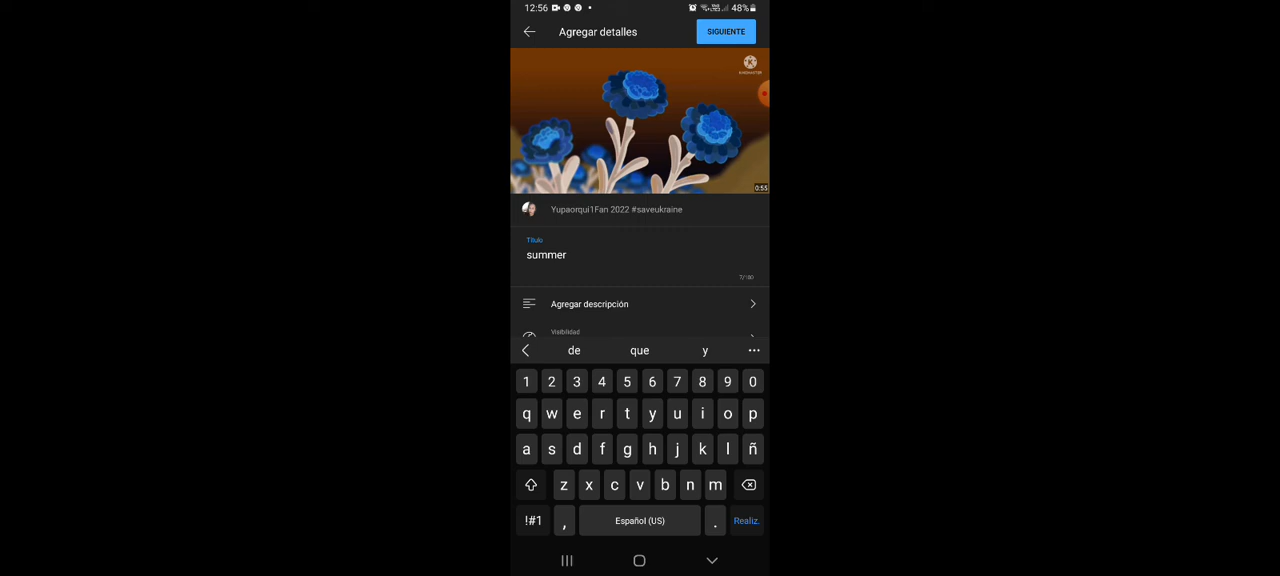 12:56
48%
Agregar detalles
SIGUIENTE
KINEMASTER
0:55
Yupaorqui1Fan 2022 #saveukraine
Título
summer
7/100
Agregar descripción
Visibilidad
de que y
1 2 3 4 5 6 7 8 9 0
q w e r t y u i o p
a s d f g h j k l ñ
z x c v b n m
!#1 , Español (US) . Realiz.